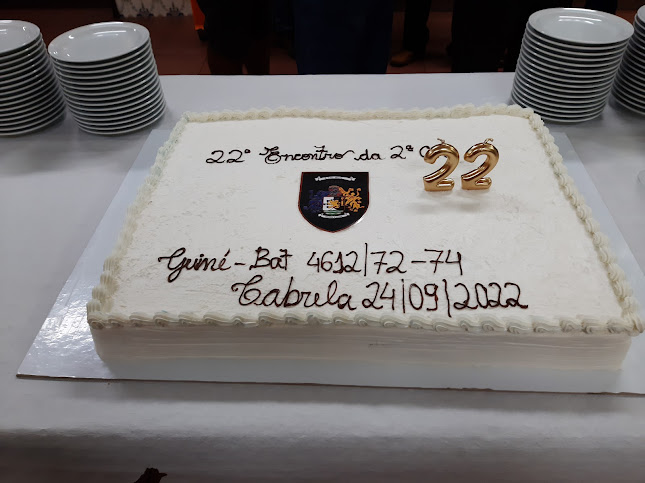 22º Encontro da 2ª C
22
Guiné - Bat 4612/72-74
Cabrela 24/09/2022